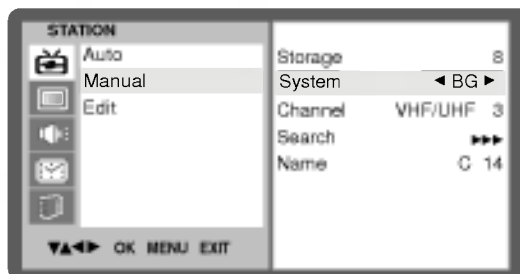 STATION
Auto
Manual
Edit
▼▲◄► OK MENU EXIT
Storage 8
System ◄ BG ►
Channel VHF/UHF 3
Search ►►►
Name C 14